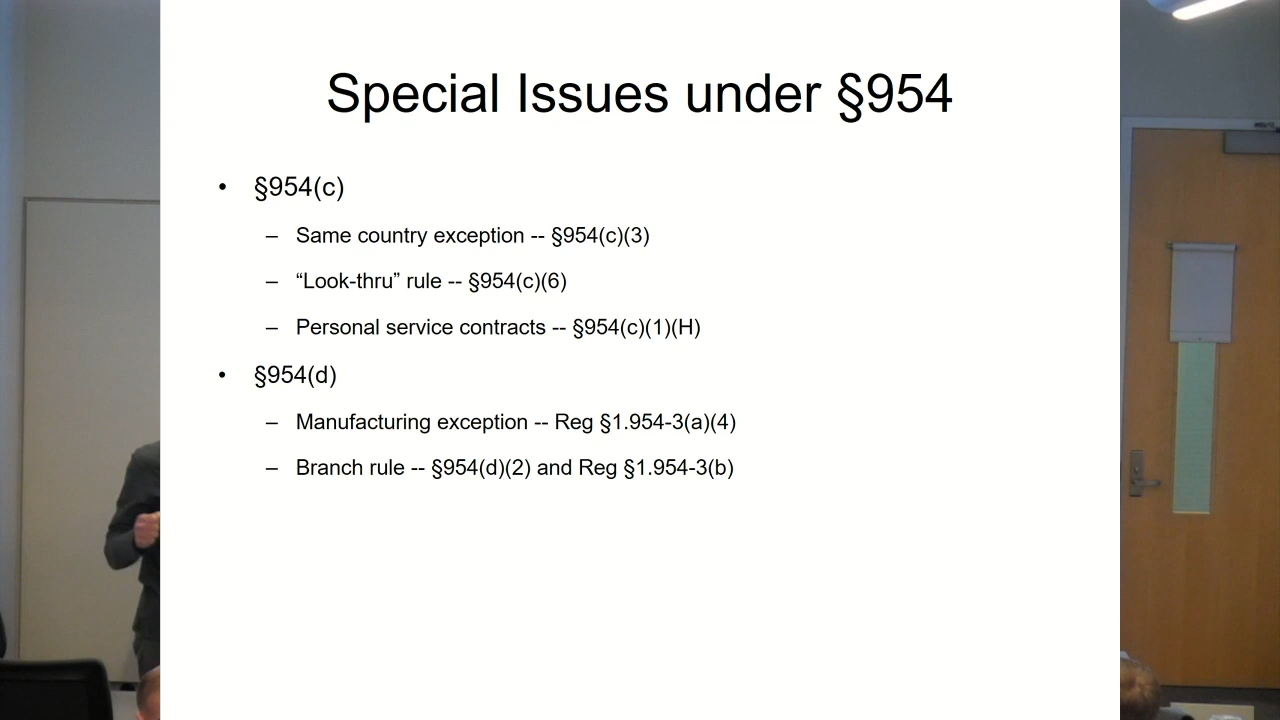 Special Issues under §954
• §954(c)
– Same country exception -- §954(c)(3)
– “Look-thru” rule -- §954(c)(6)
– Personal service contracts -- §954(c)(1)(H)
• §954(d)
– Manufacturing exception -- Reg §1.954-3(a)(4)
– Branch rule -- §954(d)(2) and Reg §1.954-3(b)